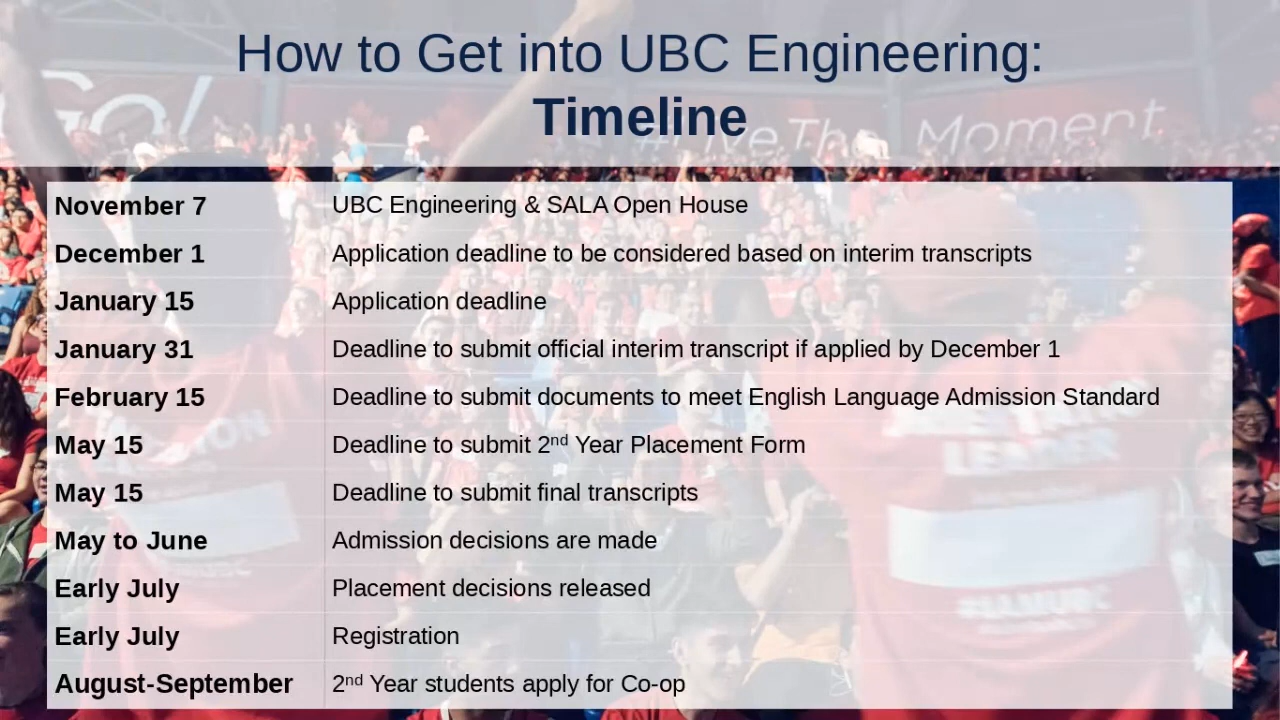 How to Get into UBC Engineering:
Timeline
Go!
#LiveThe Moment
November 7 UBC Engineering & SALA Open House
December 1 Application deadline to be considered based on interim transcripts
January 15 Application deadline
January 31 Deadline to submit official interim transcript if applied by December 1
February 15 Deadline to submit documents to meet English Language Admission Standard
May 15 Deadline to submit 2nd Year Placement Form
May 15 Deadline to submit final transcripts
May to June Admission decisions are made
Early July Placement decisions released
Early July Registration
August-September 2nd Year students apply for Co-op
LEADER